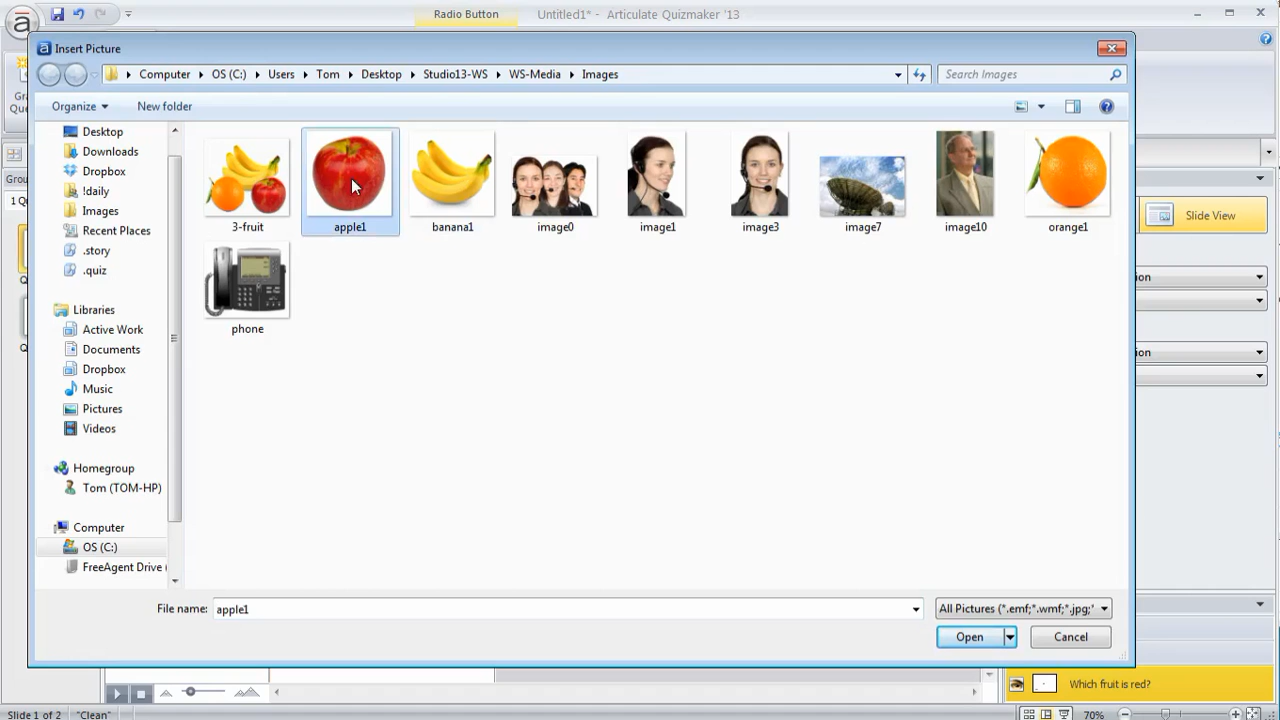 Radio Button
Untitled1* - Articulate Quizmaker '13
Insert Picture
Computer
OS (C:)
Users
Tom
Desktop
Studio13-WS
WS-Media
Images
Search Images
Organize
New folder
Desktop
Downloads
Dropbox
!daily
Images
Recent Places
.story
.quiz
Libraries
Active Work
Documents
Dropbox
Music
Pictures
Videos
Homegroup
Tom (TOM-HP)
Computer
OS (C:)
FreeAgent Drive (
3-fruit
apple1
banana1
image0
image1
image3
image7
image10
orange1
phone
Slide View
File name:
apple1
All Pictures (*.emf;*.wmf;*.jpg;*
Open
Cancel
Which fruit is red?
Slide 1 of 2
"Clean"
70%